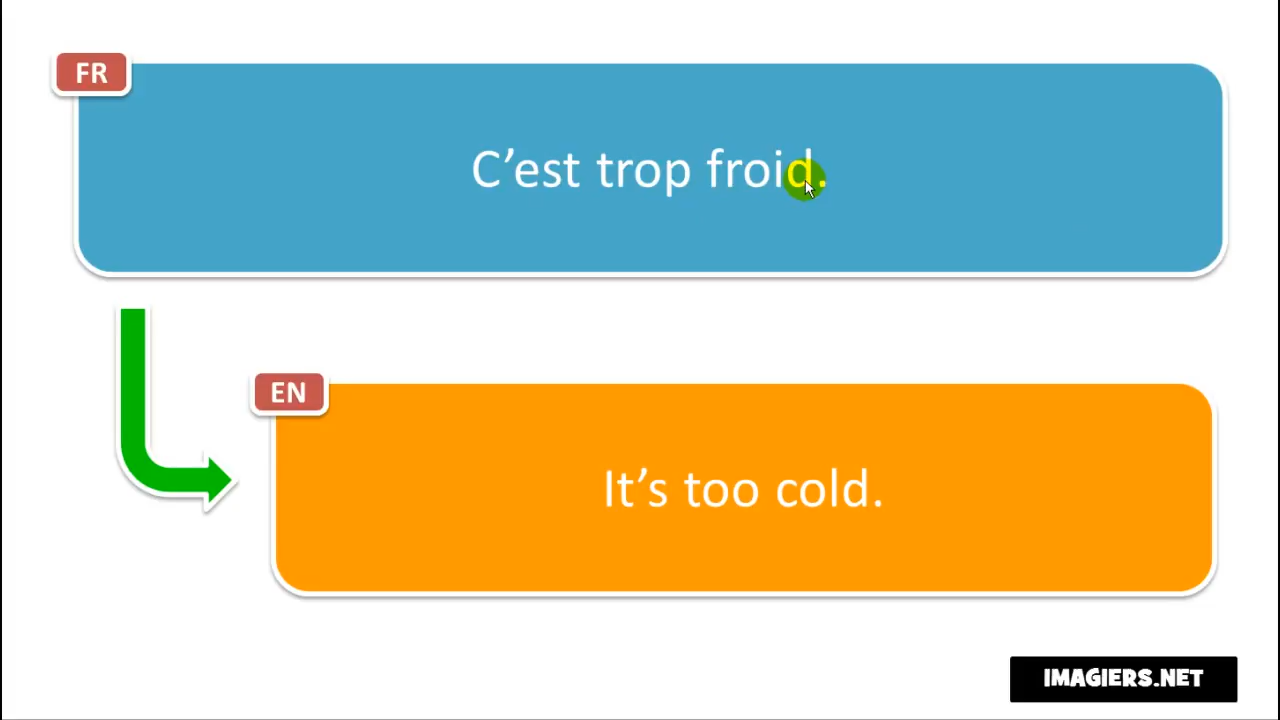 FR
C’est trop froid.
EN
It’s too cold.
IMAGIERS.NET